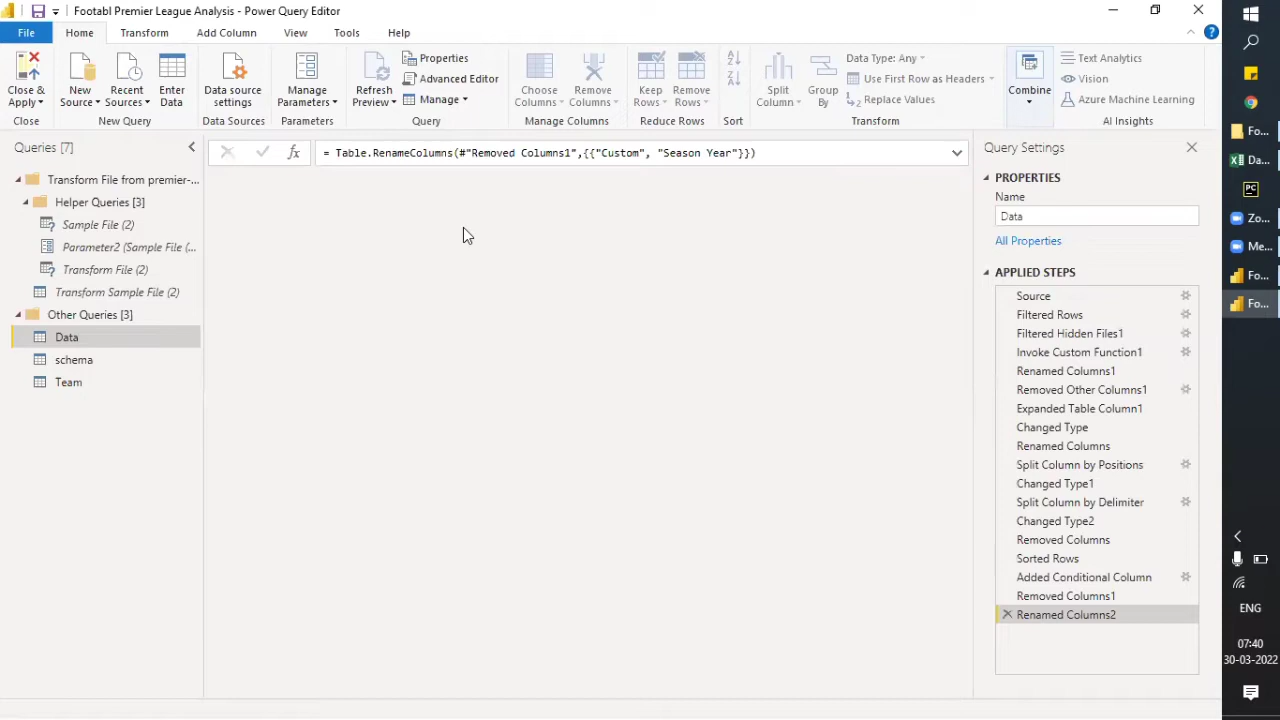 Footabl Premier League Analysis - Power Query Editor
File
Home
Transform
Add Column
View
Tools
Help
Close & Apply
New Source
Recent Sources
Enter Data
Data source settings
Manage Parameters
Refresh Preview
Properties
Advanced Editor
Manage
Choose Columns
Remove Columns
Keep Rows
Remove Rows
Split Column
Group By
Data Type: Any
Use First Row as Headers
Replace Values
Combine
Text Analytics
Vision
Azure Machine Learning
Close
New Query
Data Sources
Parameters
Query
Manage Columns
Reduce Rows
Sort
Transform
AI Insights
Queries [7]
= Table.RenameColumns(#"Removed Columns1",{{"Custom", "Season Year"}})
Transform File from premier-...
Helper Queries [3]
Sample File (2)
Parameter2 (Sample File (...
Transform File (2)
Transform Sample File (2)
Other Queries [3]
Data
schema
Team
Query Settings
PROPERTIES
Name
Data
All Properties
APPLIED STEPS
Source
Filtered Rows
Filtered Hidden Files1
Invoke Custom Function1
Renamed Columns1
Removed Other Columns1
Expanded Table Column1
Changed Type
Renamed Columns
Split Column by Positions
Changed Type1
Split Column by Delimiter
Changed Type2
Removed Columns
Sorted Rows
Added Conditional Column
Removed Columns1
Renamed Columns2
Fo...
Da...
PC
Zo...
Me...
Fo...
Fo...
ENG
07:40
30-03-2022